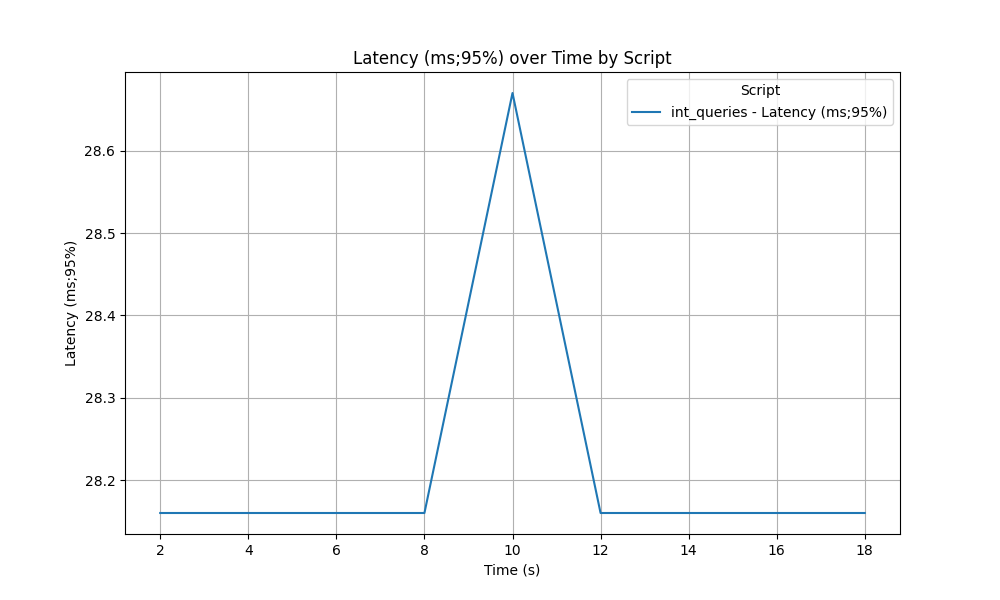 Latency (ms;95%) over Time by Script
Script
int_queries - Latency (ms;95%)
Latency (ms;95%)
28.6
28.5
28.4
28.3
28.2
2 4 6 8 10 12 14 16 18
Time (s)